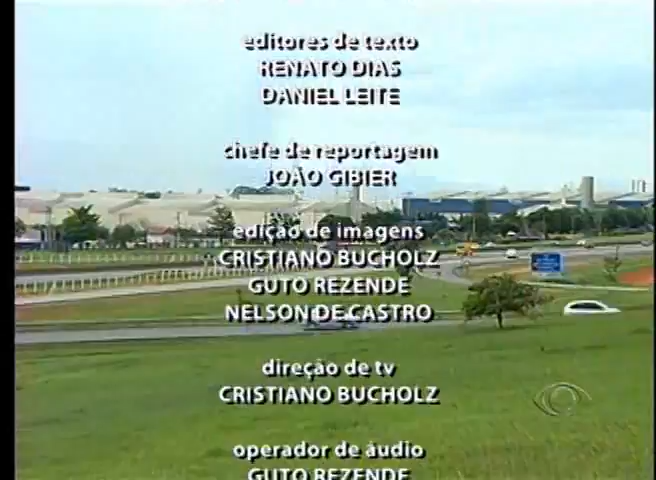 editores de texto
RENATO DIAS
DANIEL LEITE
chefe de reportagem
JOÃO GIBIER
edição de imagens
CRISTIANO BUCHOLZ
GUTO REZENDE
NELSON DE CASTRO
direção de tv
CRISTIANO BUCHOLZ
operador de áudio
GUTO REZENDE